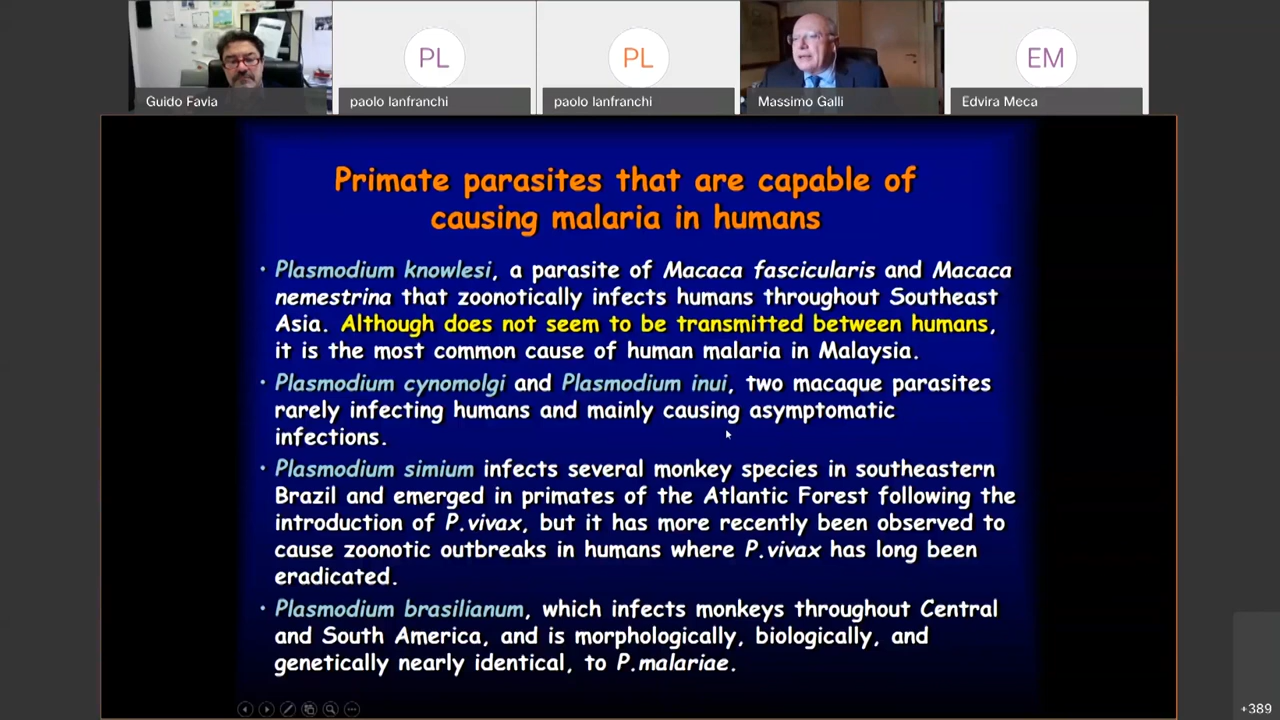 PL
PL
EM
Guido Favia
paolo lanfranchi
paolo lanfranchi
Massimo Galli
Edvira Meca
Primate parasites that are capable of
causing malaria in humans
• Plasmodium knowlesi, a parasite of Macaca fascicularis and Macaca
nemestrina that zoonotically infects humans throughout Southeast
Asia. Although does not seem to be transmitted between humans,
it is the most common cause of human malaria in Malaysia.
• Plasmodium cynomolgi and Plasmodium inui, two macaque parasites
rarely infecting humans and mainly causing asymptomatic
infections.
• Plasmodium simium infects several monkey species in southeastern
Brazil and emerged in primates of the Atlantic Forest following the
introduction of P.vivax, but it has more recently been observed to
cause zoonotic outbreaks in humans where P.vivax has long been
eradicated.
• Plasmodium brasilianum, which infects monkeys throughout Central
and South America, and is morphologically, biologically, and
genetically nearly identical, to P.malariae.
+389